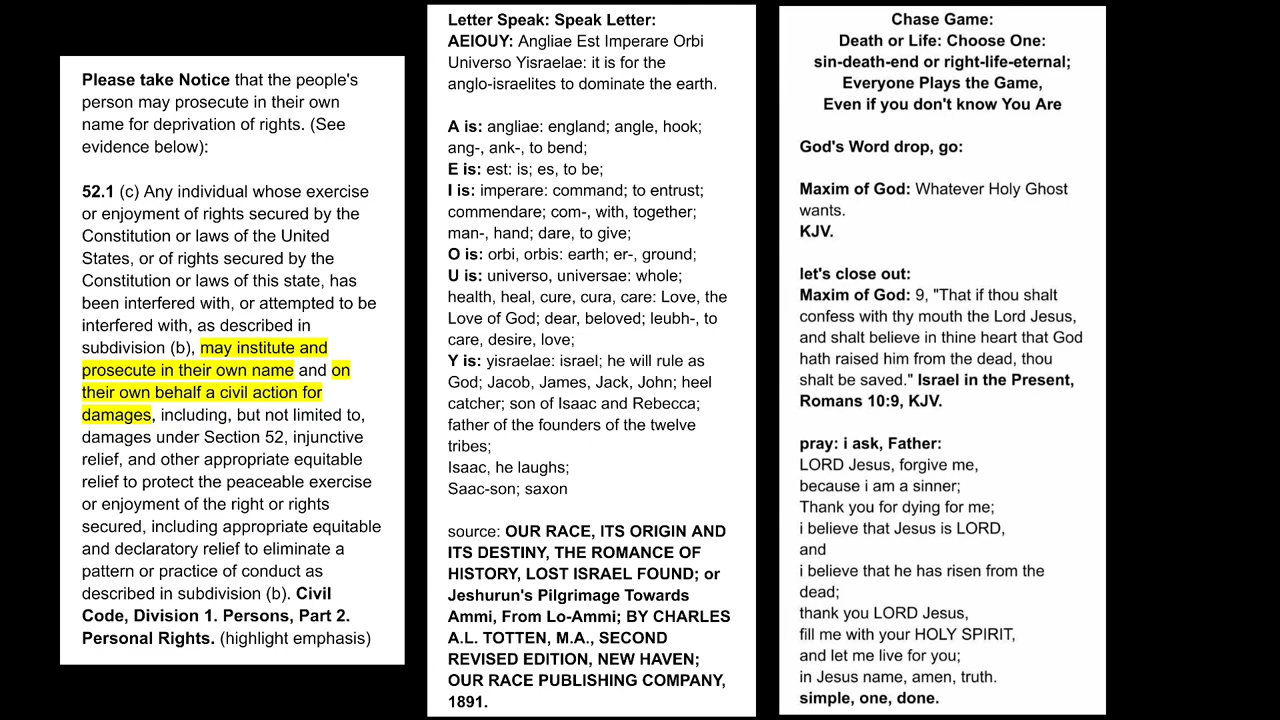 Please take Notice that the people's
person may prosecute in their own
name for deprivation of rights. (See
evidence below):
52.1 (c) Any individual whose exercise
or enjoyment of rights secured by the
Constitution or laws of the United
States, or of rights secured by the
Constitution or laws of this state, has
been interfered with, or attempted to be
interfered with, as described in
subdivision (b), may institute and
prosecute in their own name and on
their own behalf a civil action for
damages, including, but not limited to,
damages under Section 52, injunctive
relief, and other appropriate equitable
relief to protect the peaceable exercise
or enjoyment of the right or rights
secured, including appropriate equitable
and declaratory relief to eliminate a
pattern or practice of conduct as
described in subdivision (b). Civil
Code, Division 1. Persons, Part 2.
Personal Rights. (highlight emphasis)
Letter Speak: Speak Letter:
AEIOUY: Angliae Est Imperare Orbi
Universo Yisraelae: it is for the
anglo-israelites to dominate the earth.
A is: angliae: england; angle, hook;
ang-, ank-, to bend;
E is: est: is; es, to be;
I is: imperare: command; to entrust;
commendare; com-, with, together;
man-, hand; dare, to give;
O is: orbi, orbis: earth; er-, ground;
U is: universo, universae: whole;
health, heal, cure, cura, care: Love, the
Love of God; dear, beloved; leubh-, to
care, desire, love;
Y is: yisraelae: israel; he will rule as
God; Jacob, James, Jack, John; heel
catcher; son of Isaac and Rebecca;
father of the founders of the twelve
tribes;
Isaac, he laughs;
Saac-son; saxon
source: OUR RACE, ITS ORIGIN AND
ITS DESTINY, THE ROMANCE OF
HISTORY, LOST ISRAEL FOUND; or
Jeshurun's Pilgrimage Towards
Ammi, From Lo-Ammi; BY CHARLES
A.L. TOTTEN, M.A., SECOND
REVISED EDITION, NEW HAVEN;
OUR RACE PUBLISHING COMPANY,
1891.
Chase Game:
Death or Life: Choose One:
sin-death-end or right-life-eternal;
Everyone Plays the Game,
Even if you don't know You Are
God's Word drop, go:
Maxim of God: Whatever Holy Ghost
wants.
KJV.
let's close out:
Maxim of God: 9, "That if thou shalt
confess with thy mouth the Lord Jesus,
and shalt believe in thine heart that God
hath raised him from the dead, thou
shalt be saved." Israel in the Present,
Romans 10:9, KJV.
pray: i ask, Father:
LORD Jesus, forgive me,
because i am a sinner;
Thank you for dying for me;
i believe that Jesus is LORD,
and
i believe that he has risen from the
dead;
thank you LORD Jesus,
fill me with your HOLY SPIRIT,
and let me live for you;
in Jesus name, amen, truth.
simple, one, done.